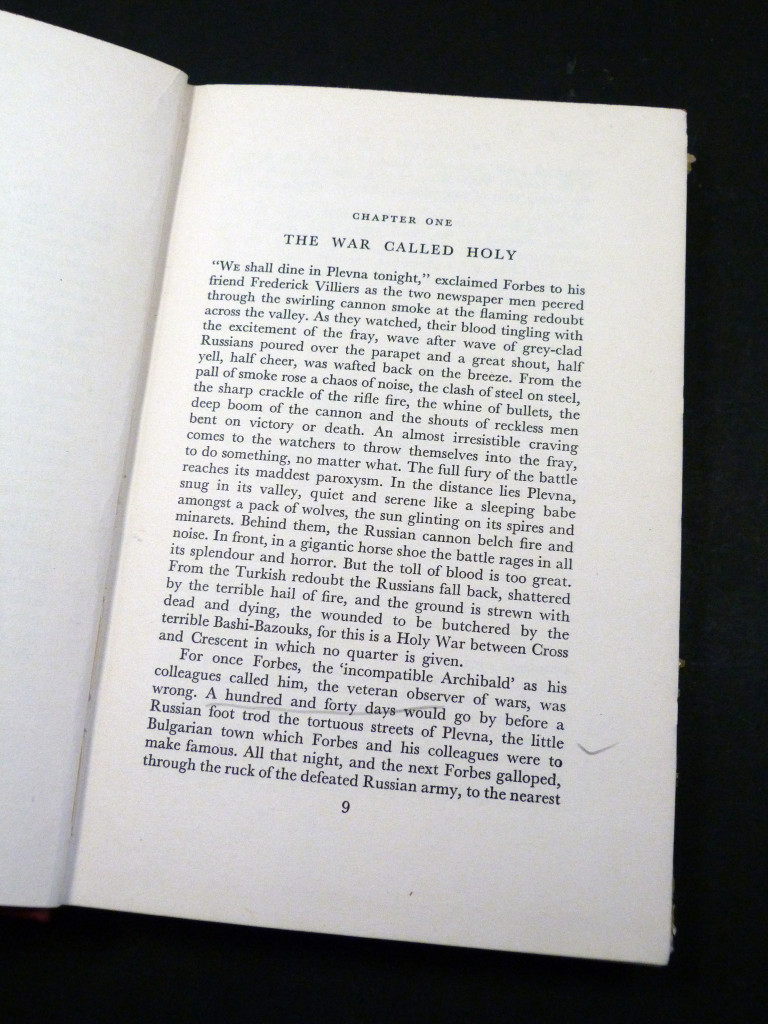 CHAPTER ONE
THE WAR CALLED HOLY
“WE shall dine in Plevna tonight,” exclaimed Forbes to his
friend Frederick Villiers as the two newspaper men peered
through the swirling cannon smoke at the flaming redoubt
across the valley. As they watched, their blood tingling with
the excitement of the fray, wave after wave of grey-clad
Russians poured over the parapet and a great shout, half
yell, half cheer, was wafted back on the breeze. From the
pall of smoke rose a chaos of noise, the clash of steel on steel,
the sharp crackle of the rifle fire, the whine of bullets, the
deep boom of the cannon and the shouts of reckless men
bent on victory or death. An almost irresistible craving
comes to the watchers to throw themselves into the fray,
to do something, no matter what. The full fury of the battle
reaches its maddest paroxysm. In the distance lies Plevna,
snug in its valley, quiet and serene like a sleeping babe
amongst a pack of wolves, the sun glinting on its spires and
minarets. Behind them, the Russian cannon belch fire and
noise. In front, in a gigantic horse shoe the battle rages in all
its splendour and horror. But the toll of blood is too great.
From the Turkish redoubt the Russians fall back, shattered
by the terrible hail of fire, and the ground is strewn with
dead and dying, the wounded to be butchered by the
terrible Bashi-Bazouks, for this is a Holy War between Cross
and Crescent in which no quarter is given.
For once Forbes, the ‘incompatible Archibald’ as his
colleagues called him, the veteran observer of wars, was
wrong. A hundred and forty days would go by before a
Russian foot trod the tortuous streets of Plevna, the little
Bulgarian town which Forbes and his colleagues were to
make famous. All that night, and the next Forbes galloped,
through the ruck of the defeated Russian army, to the nearest
9